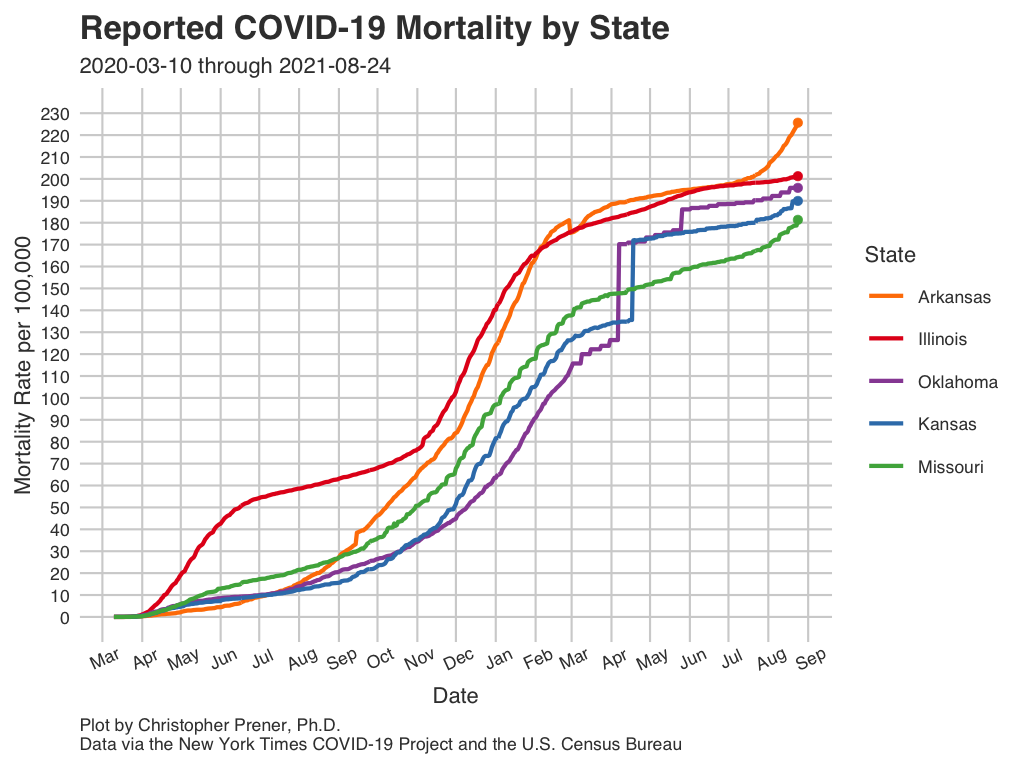 Reported COVID-19 Mortality by State
2020-03-10 through 2021-08-24
Mortality Rate per 100,000
230
220
210
200
190
180
170
160
150
140
130
120
110
100
90
80
70
60
50
40
30
20
10
0
Mar Apr May Jun Jul Aug Sep Oct Nov Dec Jan Feb Mar Apr May Jun Jul Aug Sep
Date
State
Arkansas
Illinois
Oklahoma
Kansas
Missouri
Plot by Christopher Prener, Ph.D.
Data via the New York Times COVID-19 Project and the U.S. Census Bureau